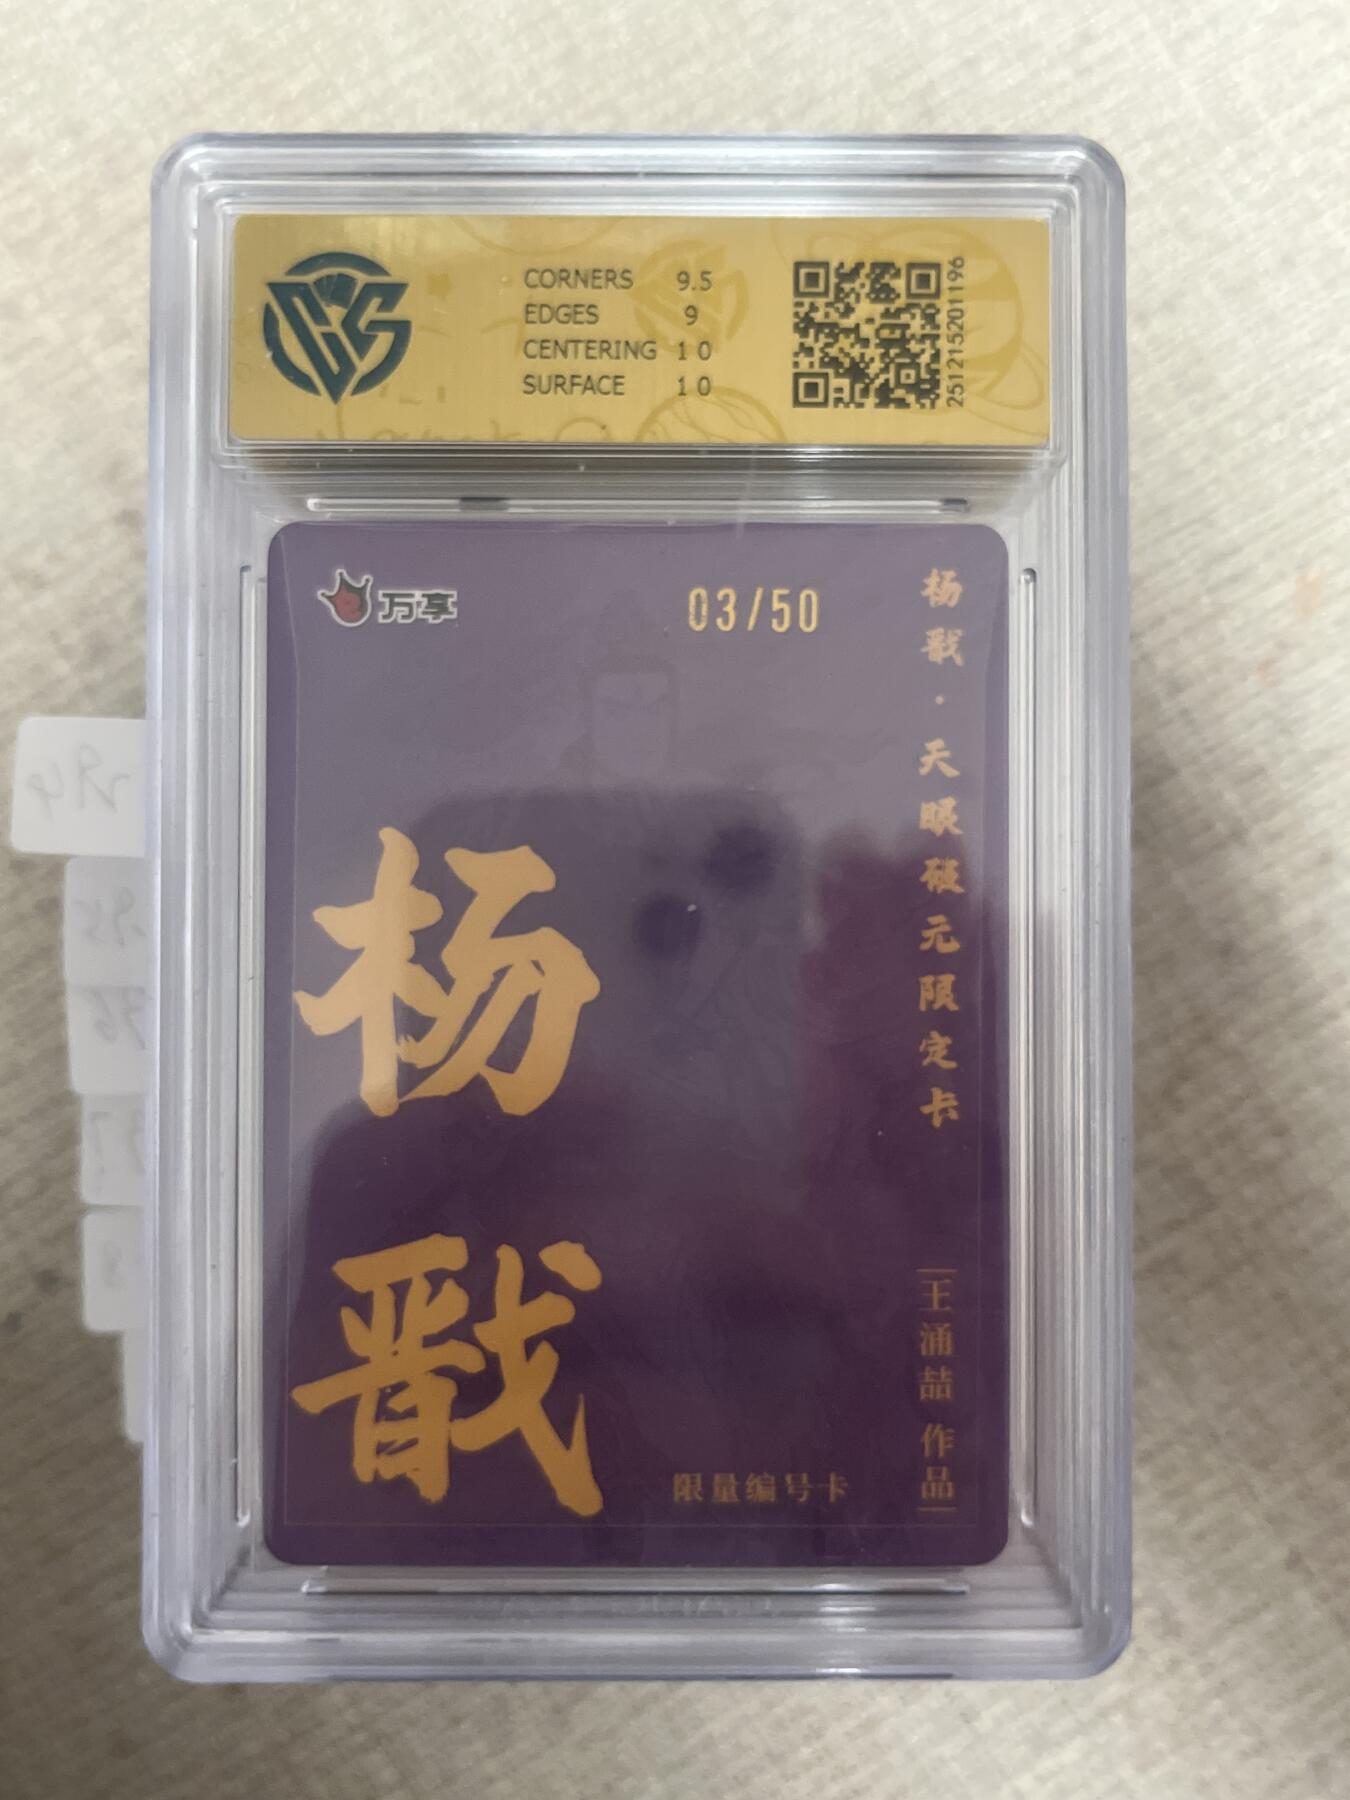 CORNERS 9.5
EDGES 9
CENTERING 10
SURFACE 10
251215201196
万享
03/50
杨戬·天眼破元限定卡
杨戬
王涌喆 作品
限量编号卡